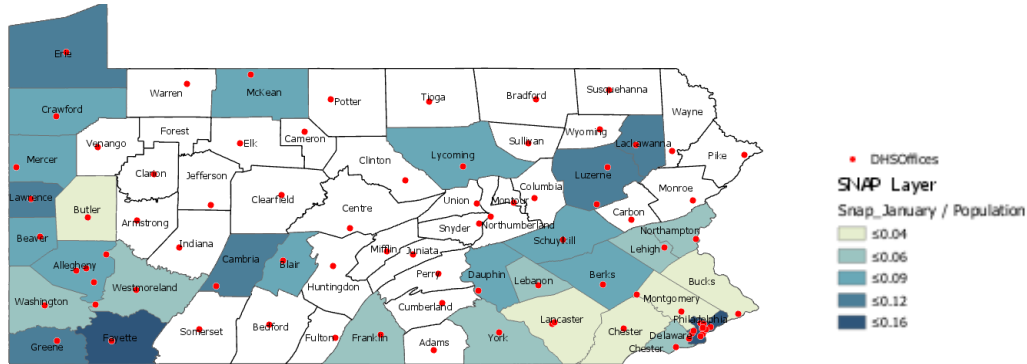 Erie
Crawford
Warren
McKean
Potter
Tioga
Bradford
Susquehanna
Wayne
Forest
Venango
Elk
Cameron
Sullivan
Wyoming
Lackawanna
Pike
Mercer
Clarion
Jefferson
Clinton
Lycoming
Luzerne
Columbia
Monroe
Lawrence
Butler
Armstrong
Clearfield
Centre
Union
Montour
Northumberland
Snyder
Carbon
Northampton
Beaver
Indiana
Cambria
Blair
Mifflin
Juniata
Schuylkill
Lehigh
Allegheny
Westmoreland
Huntingdon
Perry
Dauphin
Lebanon
Berks
Bucks
Washington
Somerset
Bedford
Fulton
Franklin
Cumberland
Adams
York
Lancaster
Chester
Montgomery
Philadelphia
Delaware
Chester
Greene
Fayette
DHSOffices
SNAP Layer
Snap_January / Population
≤0.04
≤0.06
≤0.09
≤0.12
≤0.16